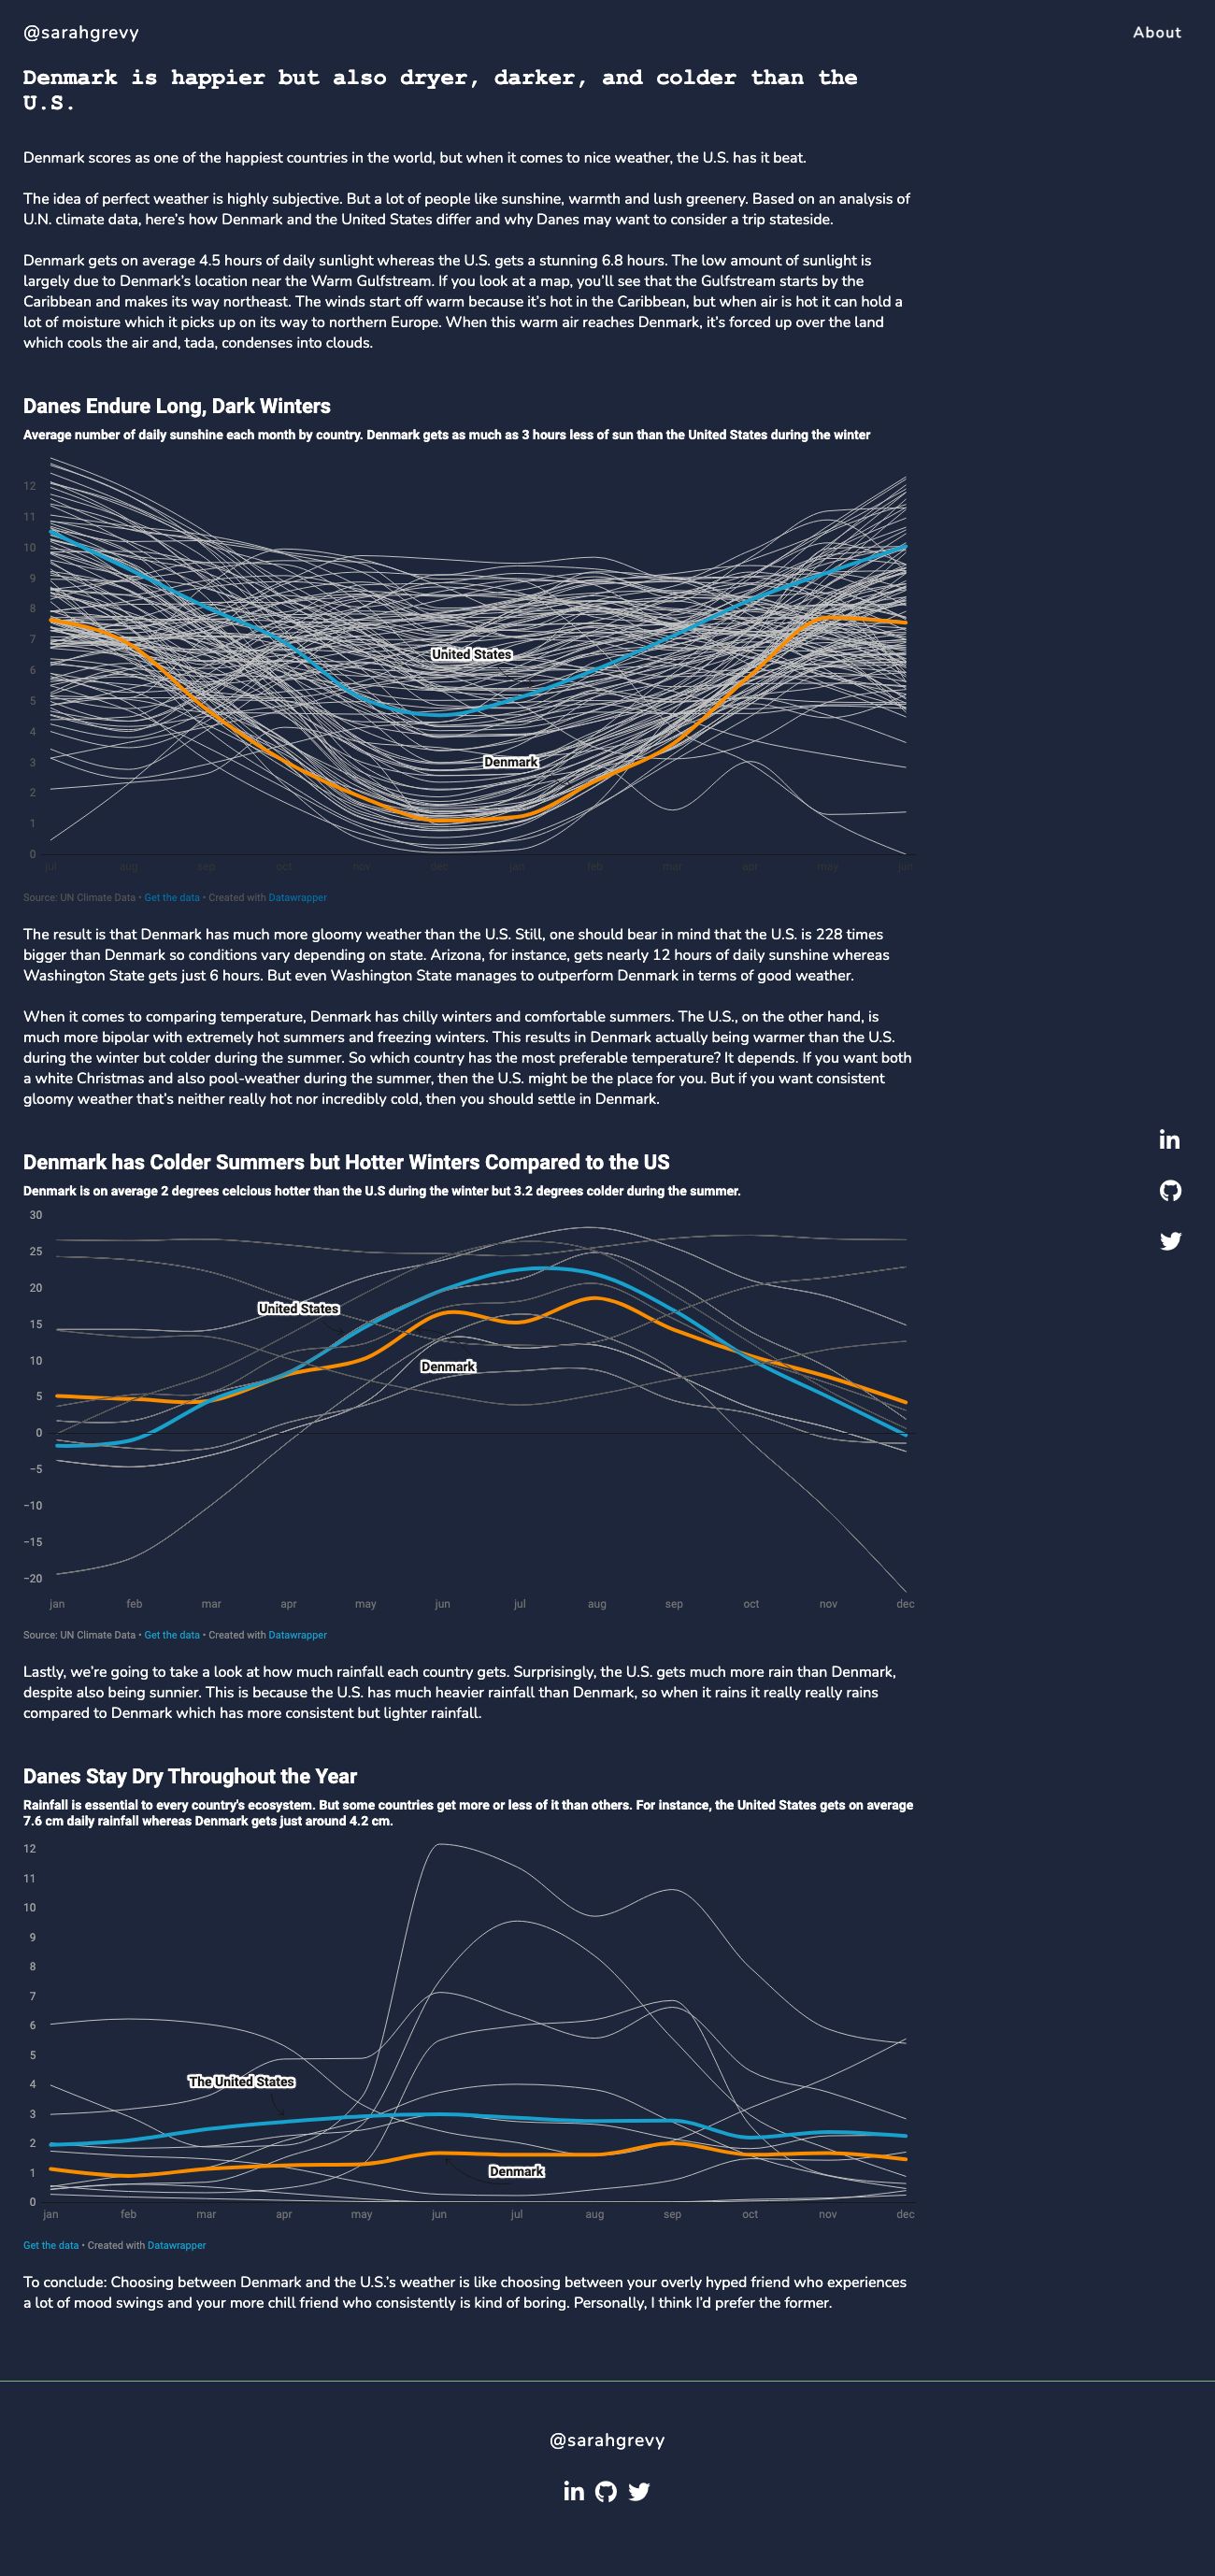 @sarahgrevy
About
Denmark is happier but also dryer, darker, and colder than the
U.S.
Denmark scores as one of the happiest countries in the world, but when it comes to nice weather, the U.S. has it beat.
The idea of perfect weather is highly subjective. But a lot of people like sunshine, warmth and lush greenery. Based on an analysis of
U.N. climate data, here's how Denmark and the United States differ and why Danes may want to consider a trip stateside.
Denmark gets on average 4.5 hours of daily sunlight whereas the U.S. gets a stunning 6.8 hours. The low amount of sunlight is
largely due to Denmark's location near the Warm Gulfstream. If you look at a map, you'll see that the Gulfstream starts by the
Caribbean and makes its way northeast. The winds start off warm because it's hot in the Caribbean, but when air is hot it can hold a
lot of moisture which it picks up on its way to northern Europe. When this warm air reaches Denmark, it's forced up over the land
which cools the air and, tada, condenses into clouds.
Danes Endure Long, Dark Winters
Average number of daily sunshine each month by country. Denmark gets as much as 3 hours less of sun than the United States during the winter
12
11
10
9
8
7
6
5
4
3
2
1
0
United States
Denmark
jul aug sep oct nov dec jan feb mar apr may jun
Source: UN Climate Data • Get the data • Created with Datawrapper
The result is that Denmark has much more gloomy weather than the U.S. Still, one should bear in mind that the U.S. is 228 times
bigger than Denmark so conditions vary depending on state. Arizona, for instance, gets nearly 12 hours of daily sunshine whereas
Washington State gets just 6 hours. But even Washington State manages to outperform Denmark in terms of good weather.
When it comes to comparing temperature, Denmark has chilly winters and comfortable summers. The U.S., on the other hand, is
much more bipolar with extremely hot summers and freezing winters. This results in Denmark actually being warmer than the U.S.
during the winter but colder during the summer. So which country has the most preferable temperature? It depends. If you want both
a white Christmas and also pool-weather during the summer, then the U.S. might be the place for you. But if you want consistent
gloomy weather that's neither really hot nor incredibly cold, then you should settle in Denmark.
Denmark has Colder Summers but Hotter Winters Compared to the US
Denmark is on average 2 degrees celcious hotter than the U.S during the winter but 3.2 degrees colder during the summer.
30
25
20
15
10
5
0
−5
−10
−15
−20
United States
Denmark
jan feb mar apr may jun jul aug sep oct nov dec
Source: UN Climate Data • Get the data • Created with Datawrapper
Lastly, we're going to take a look at how much rainfall each country gets. Surprisingly, the U.S. gets much more rain than Denmark,
despite also being sunnier. This is because the U.S. has much heavier rainfall than Denmark, so when it rains it really really rains
compared to Denmark which has more consistent but lighter rainfall.
Danes Stay Dry Throughout the Year
Rainfall is essential to every country's ecosystem. But some countries get more or less of it than others. For instance, the United States gets on average
7.6 cm daily rainfall whereas Denmark gets just around 4.2 cm.
12
11
10
9
8
7
6
5
4
3
2
1
0
The United States
Denmark
jan feb mar apr may jun jul aug sep oct nov dec
Get the data • Created with Datawrapper
To conclude: Choosing between Denmark and the U.S.'s weather is like choosing between your overly hyped friend who experiences
a lot of mood swings and your more chill friend who consistently is kind of boring. Personally, I think I'd prefer the former.
@sarahgrevy